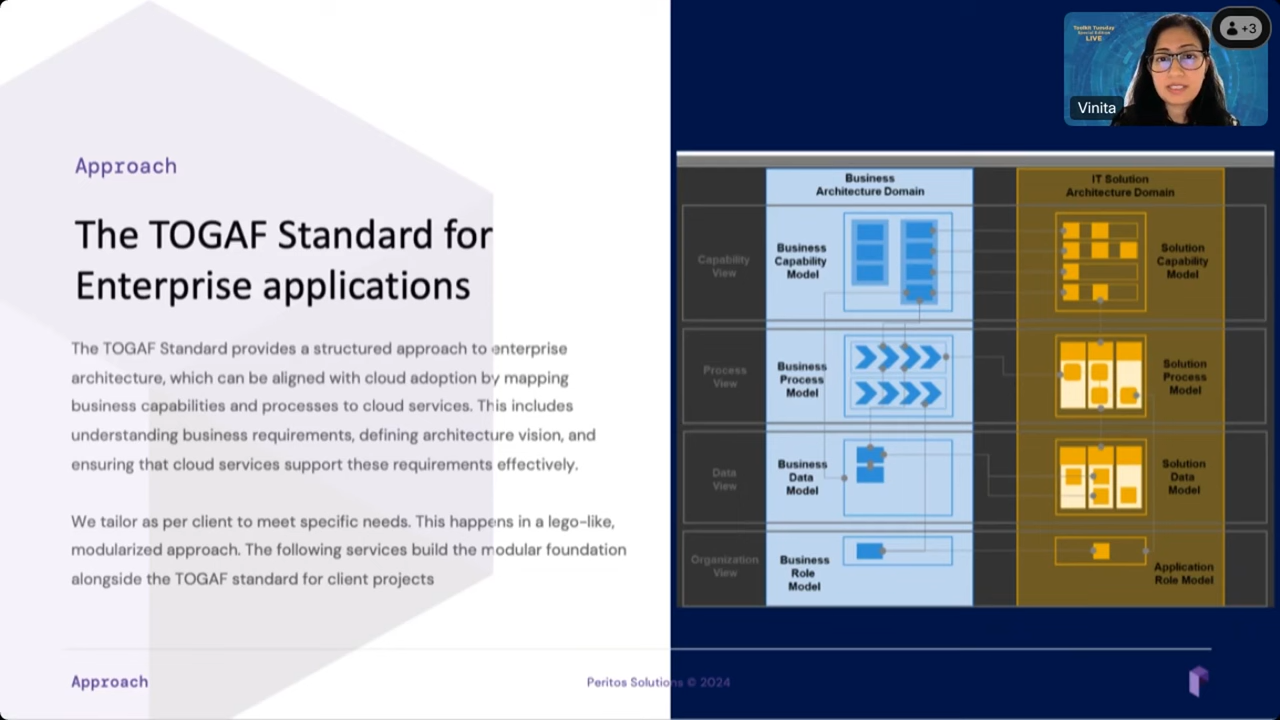 Toolkit Tuesday
Special Edition
LIVE
+3
Vinita
Approach
The TOGAF Standard for
Enterprise applications
The TOGAF Standard provides a structured approach to enterprise
architecture, which can be aligned with cloud adoption by mapping
business capabilities and processes to cloud services. This includes
understanding business requirements, defining architecture vision, and
ensuring that cloud services support these requirements effectively.
We tailor as per client to meet specific needs. This happens in a lego-like,
modularized approach. The following services build the modular foundation
alongside the TOGAF standard for client projects
Business
Architecture Domain
IT Solution
Architecture Domain
Capability
View
Business
Capability
Model
Solution
Capability
Model
Process
View
Business
Process
Model
Solution
Process
Model
Data
View
Business
Data
Model
Solution
Data
Model
Organization
View
Business
Role
Model
Application
Role Model
Approach
Peritos Solutions © 2024